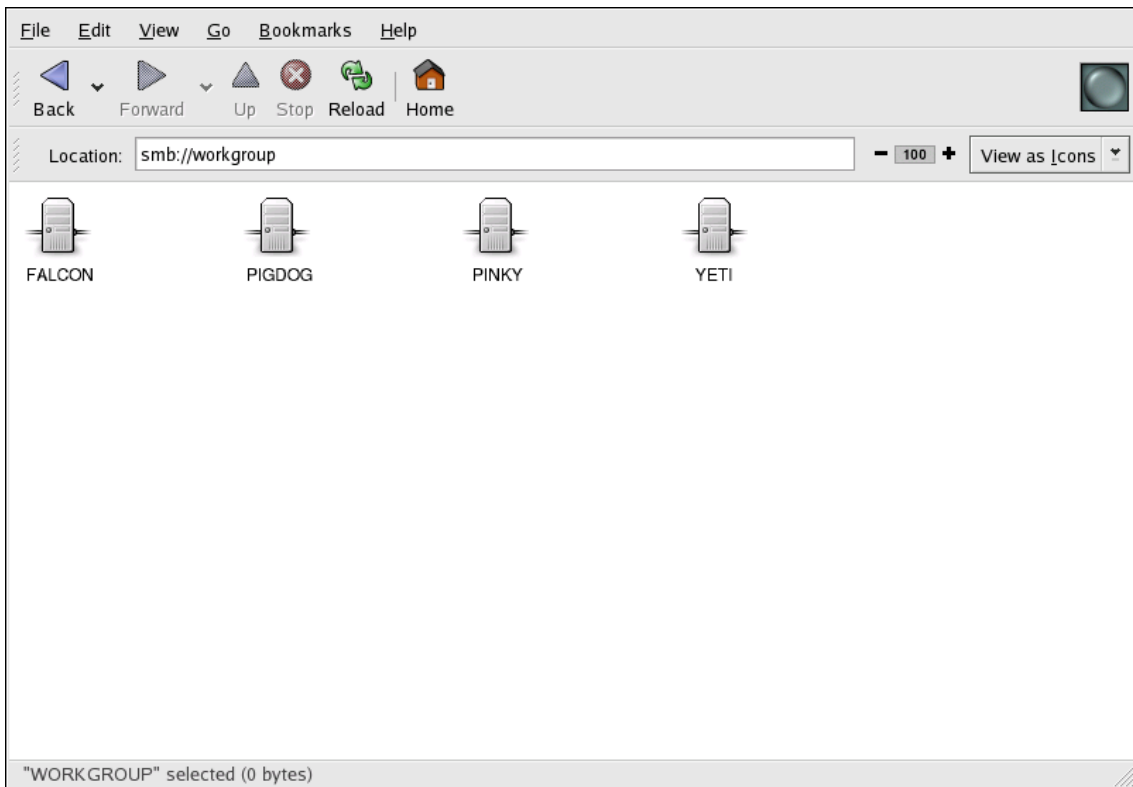 File Edit View Go Bookmarks Help
Back Forward Up Stop Reload Home
Location: smb://workgroup 100 View as Icons
FALCON PIGDOG PINKY YETI
"WORKGROUP" selected (0 bytes)